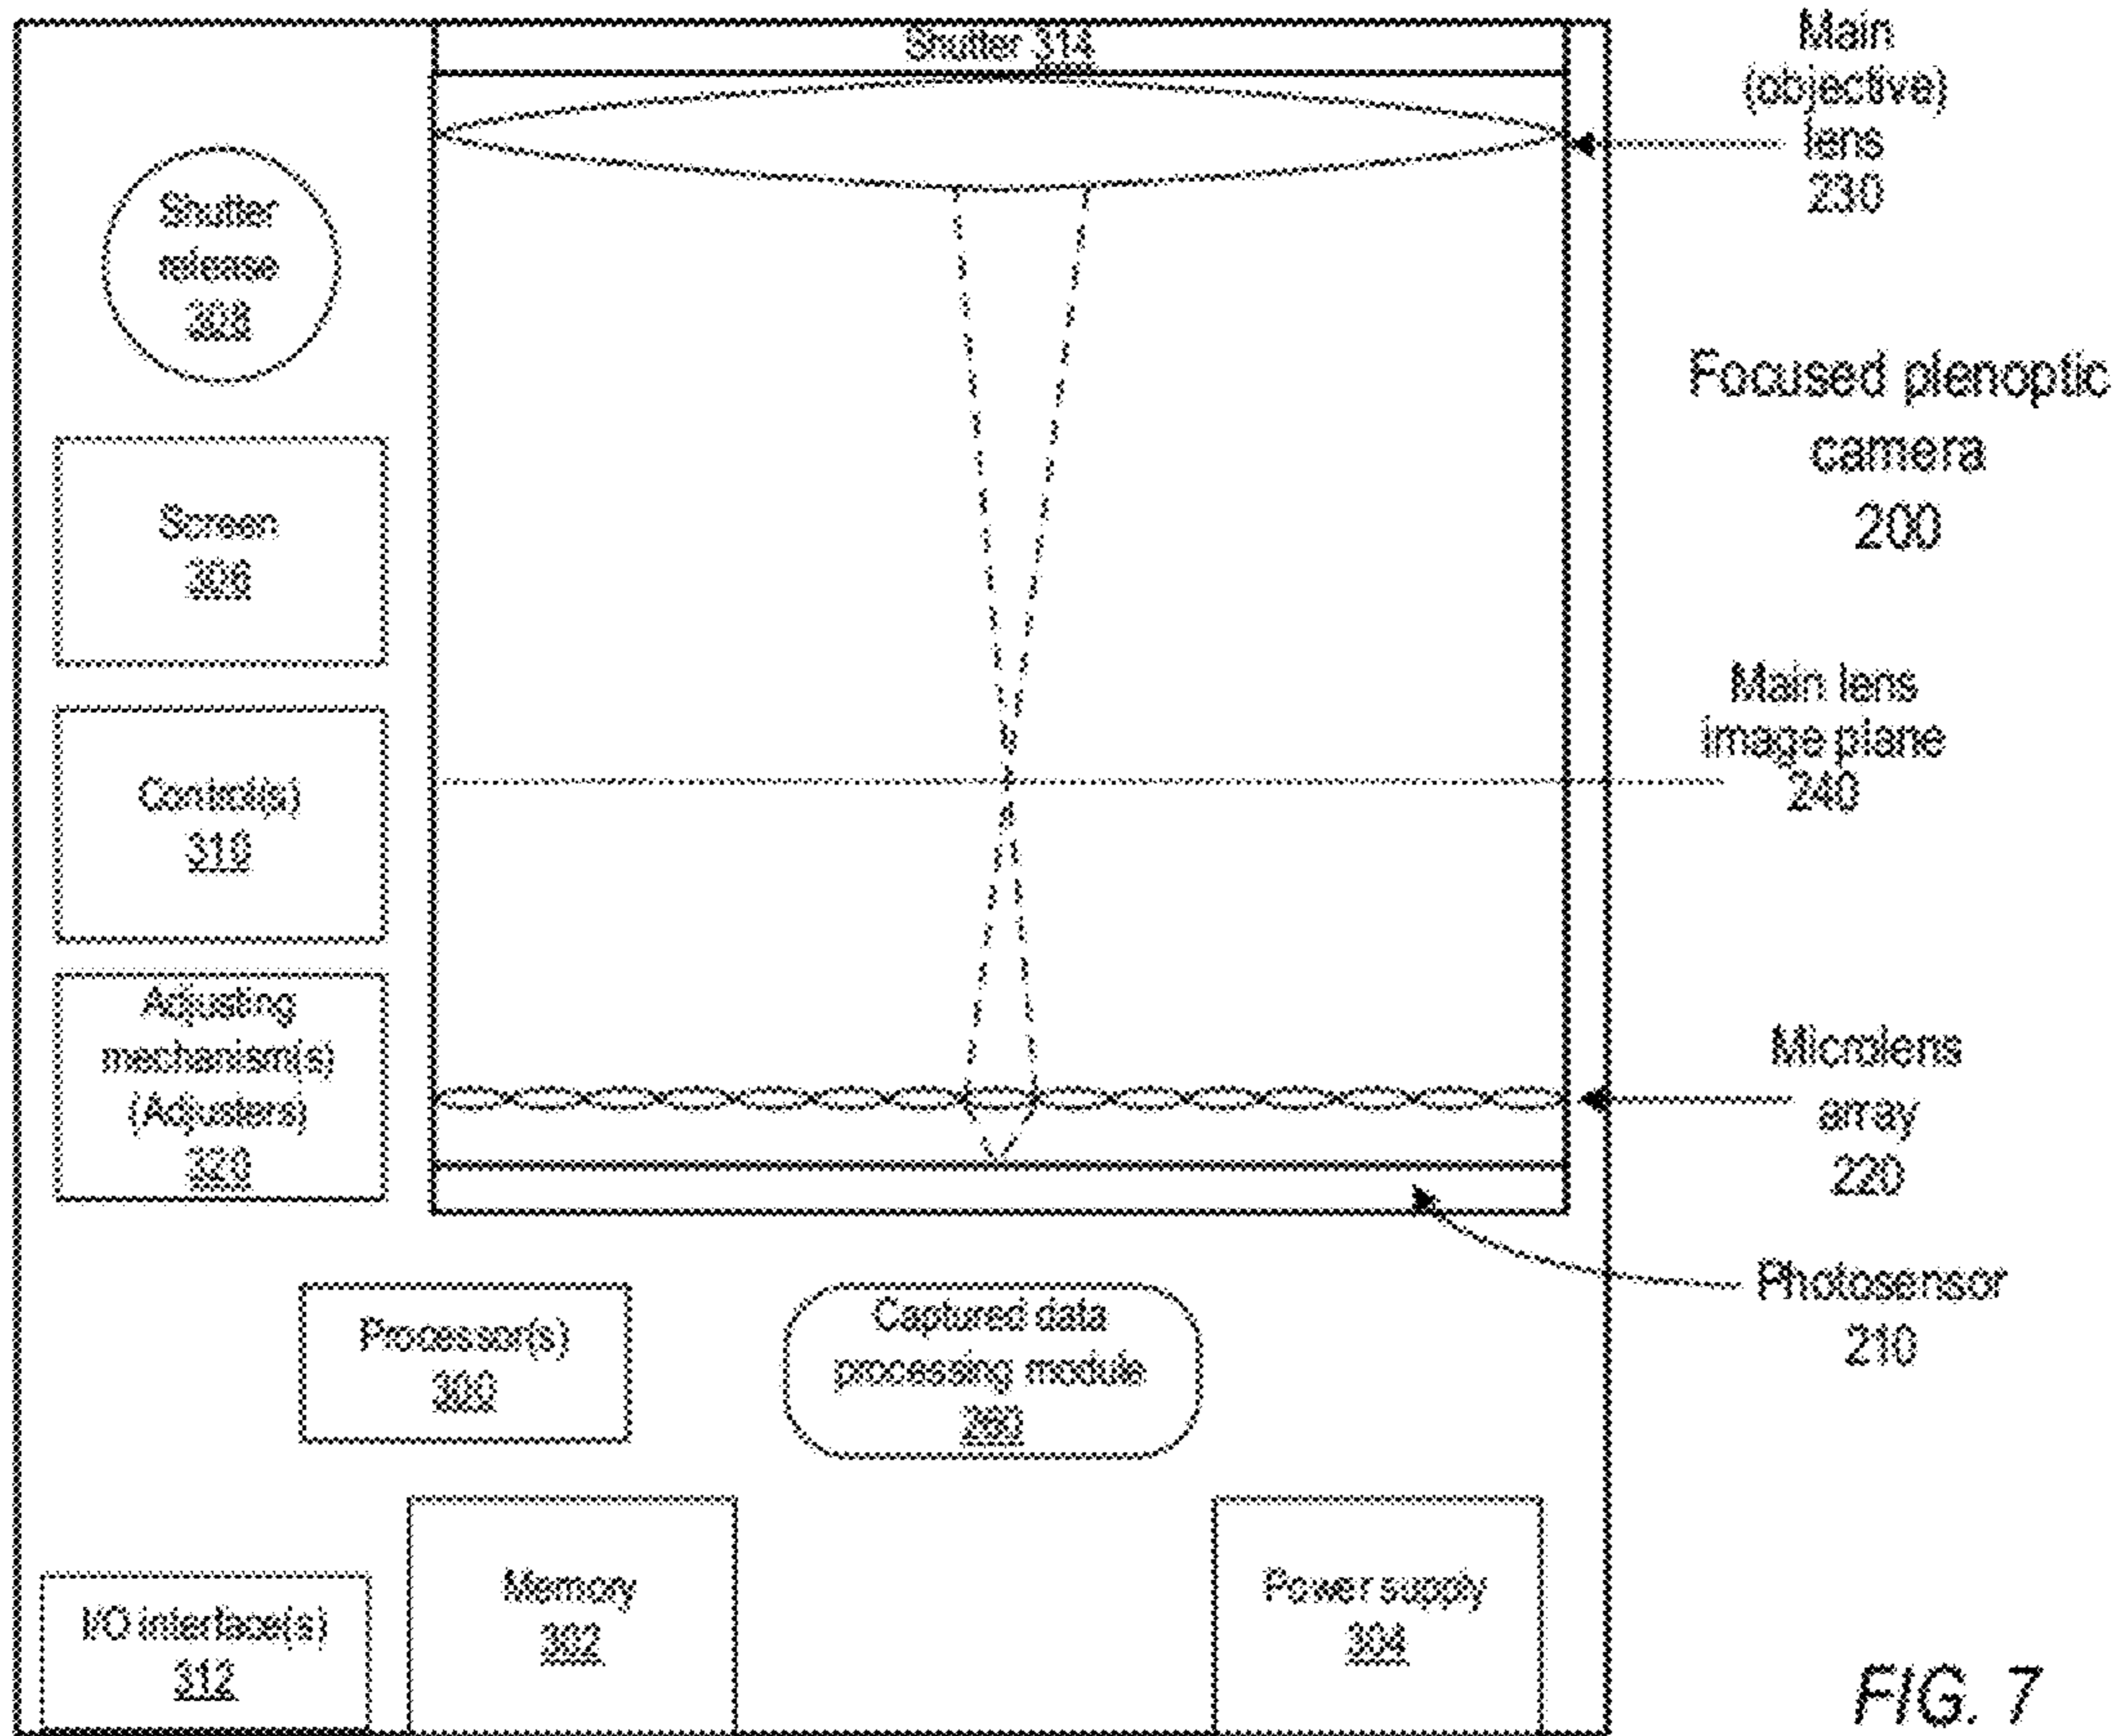 Shutter 314
Main
(objective)
lens
230
Shutter
release
308
Focused plenoptic
camera
200
Screen
306
Main lens
image plane
240
Control(s)
310
Adjusting
mechanism(s)
(Adjusters)
320
Microlens
array
220
Photosensor
210
Processor(s)
300
Captured data
processing module
Memory
302
Power supply
304
I/O interface(s)
312
FIG. 7